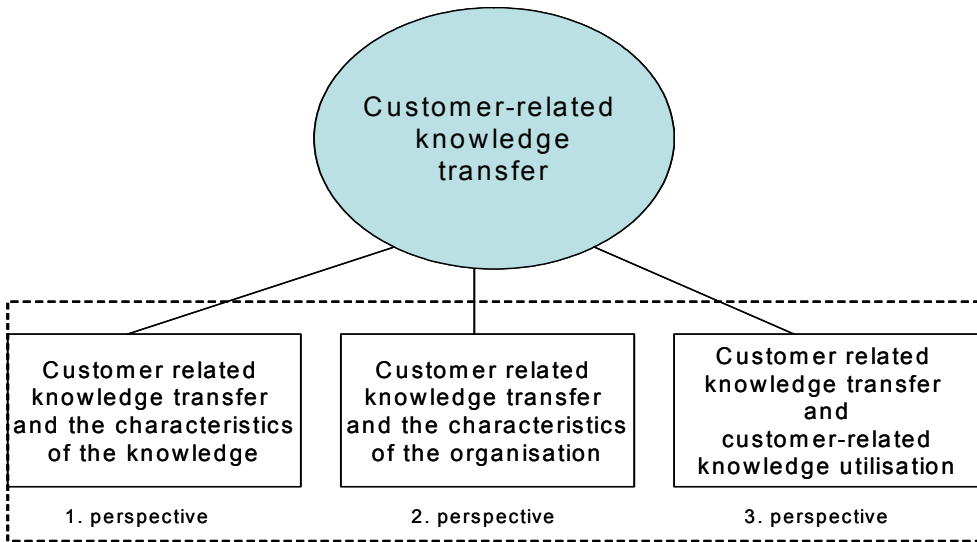 Customer-related
knowledge
transfer
Customer related
knowledge transfer
and the characteristics
of the knowledge
Customer related
knowledge transfer
and the characteristics
of the organisation
Customer related
knowledge transfer
and
customer-related
knowledge utilisation
1. perspective
2. perspective
3. perspective